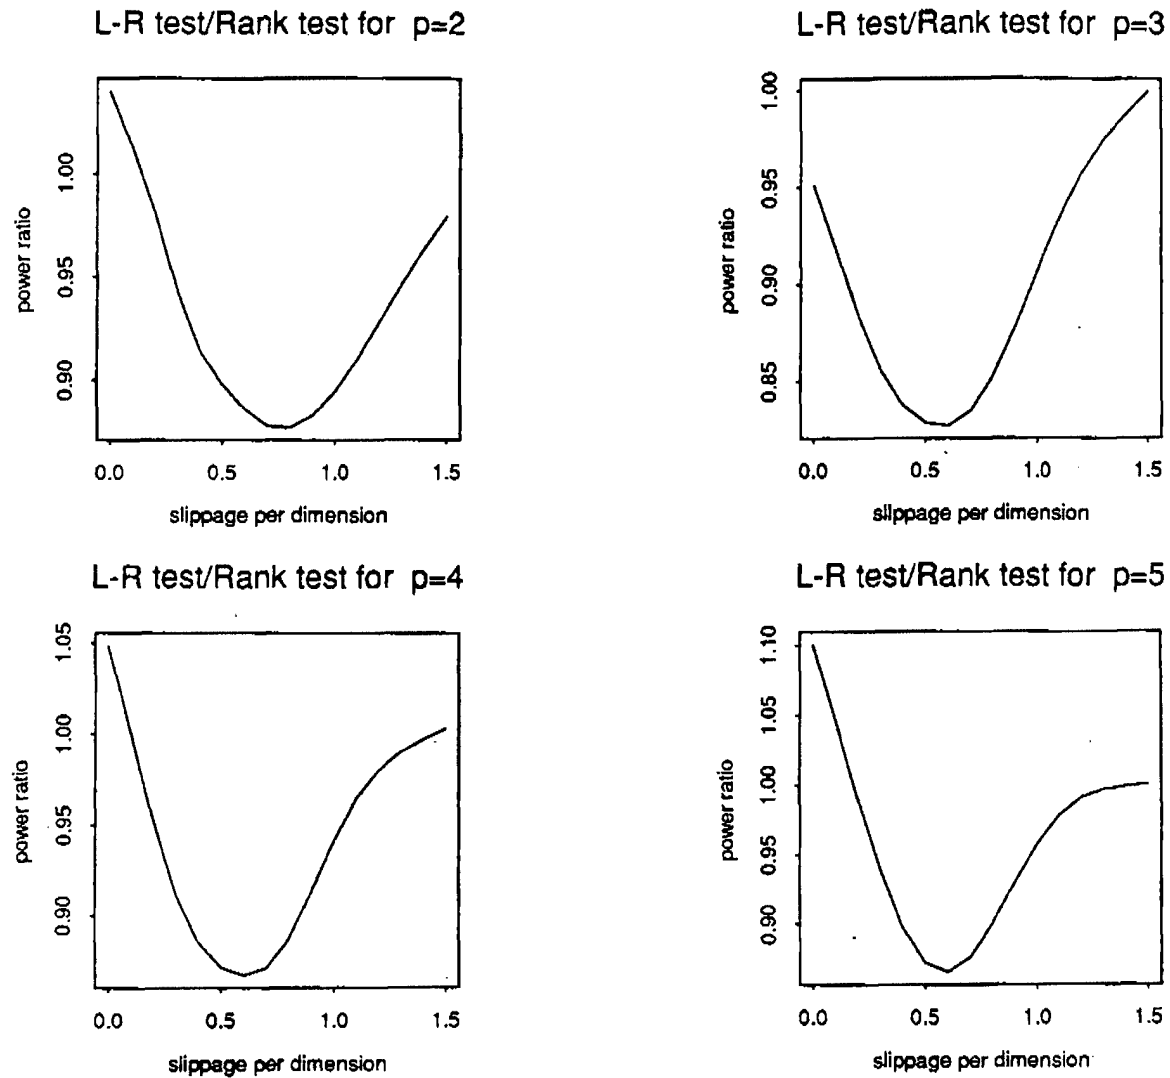 L-R test/Rank test for p=2
power ratio
1.00
0.95
0.90
0.0 0.5 1.0 1.5
slippage per dimension
L-R test/Rank test for p=3
power ratio
1.00
0.95
0.90
0.85
0.0 0.5 1.0 1.5
slippage per dimension
L-R test/Rank test for p=4
power ratio
1.05
1.00
0.95
0.90
0.0 0.5 1.0 1.5
slippage per dimension
L-R test/Rank test for p=5
power ratio
1.10
1.05
1.00
0.95
0.90
0.0 0.5 1.0 1.5
slippage per dimension